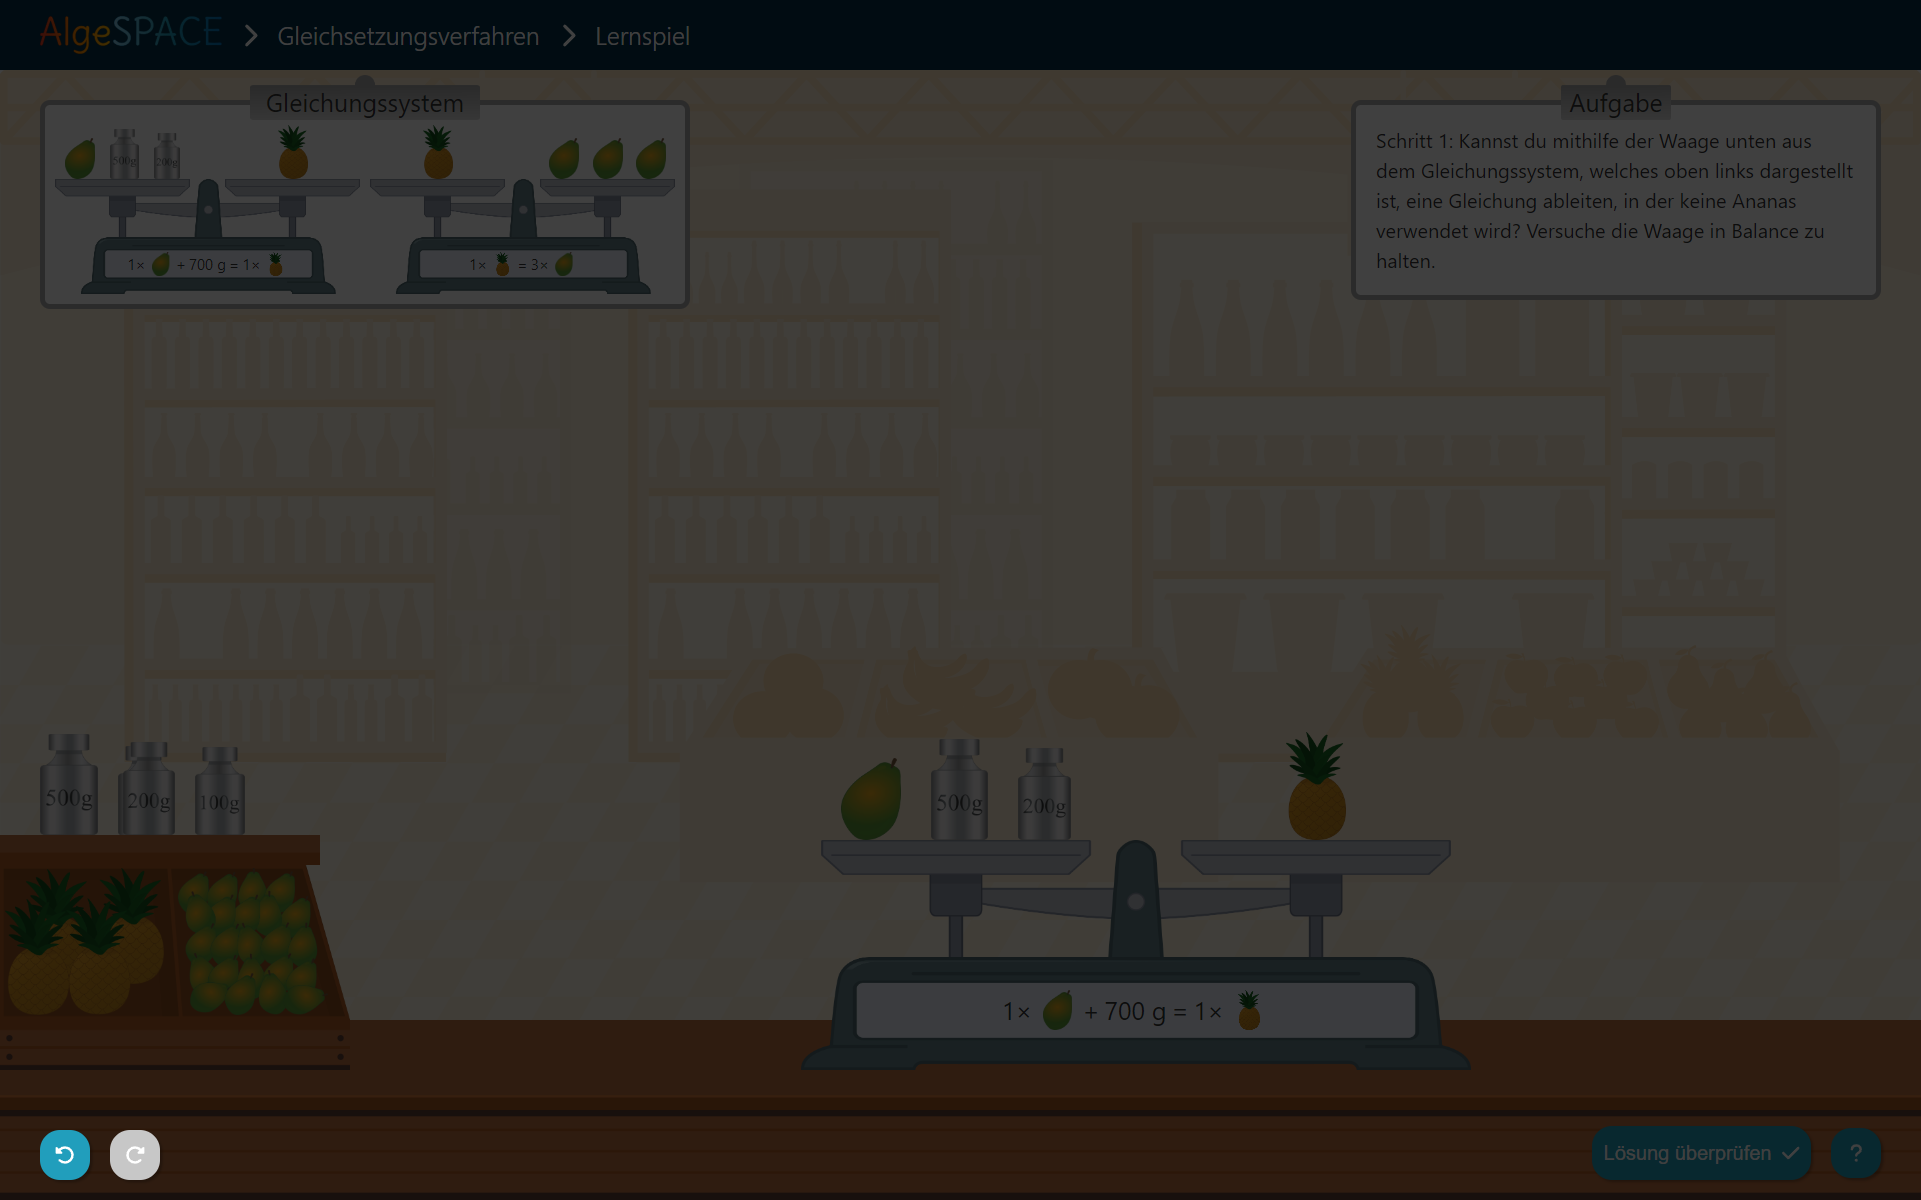 AlgeSPACE > Gleichsetzungsverfahren > Lernspiel
Gleichungssystem
500g 200g
1× + 700 g = 1×
1× = 3×
Aufgabe
Schritt 1: Kannst du mithilfe der Waage unten aus
dem Gleichungssystem, welches oben links dargestellt
ist, eine Gleichung ableiten, in der keine Ananas
verwendet wird? Versuche die Waage in Balance zu
halten.
500g 200g 100g
500g 200g
1× + 700 g = 1×
Lösung überprüfen ✓ ?